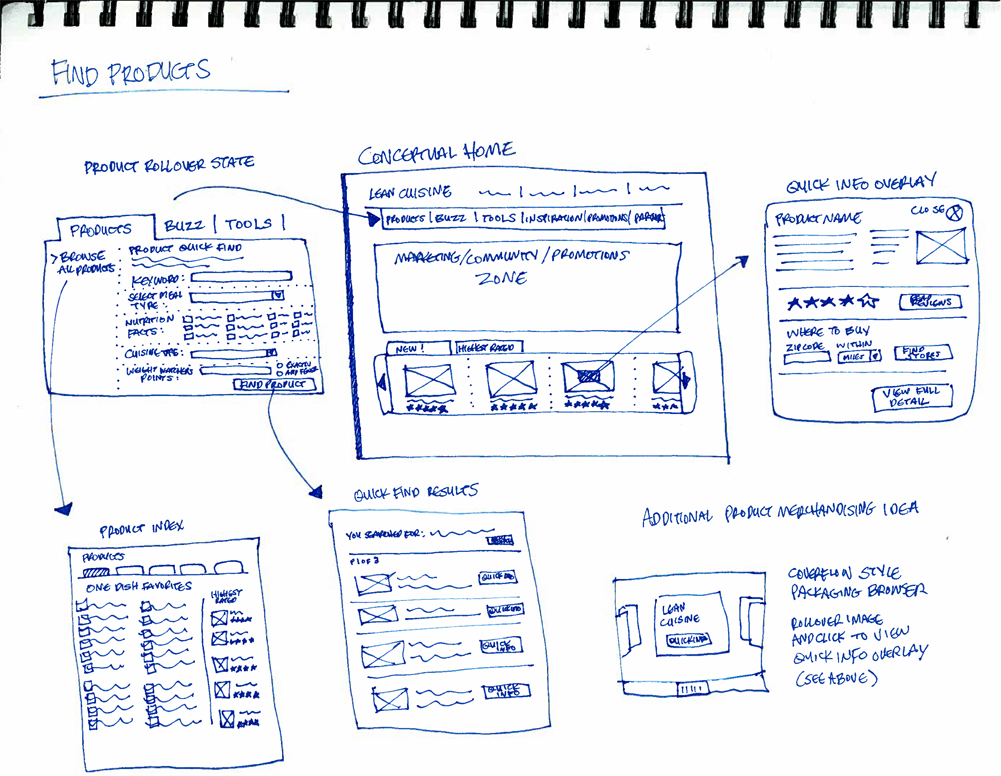 FIND PRODUCTS
PRODUCT ROLLOVER STATE
PRODUCTS | BUZZ | TOOLS |
> BROWSE
ALL PRODUCTS
PRODUCT QUICK FIND
KEYWORD:
SELECT MEAL
TYPE:
NUTRITION
FACTS:
CUISINE TYPE:
WEIGHT WATCHERS
POINTS:
EXACTLY
AND FEWER
FIND PRODUCT
CONCEPTUAL HOME
LEAN CUISINE
PRODUCTS | BUZZ | TOOLS | INSPIRATION | PROMOTIONS |
MARKETING/COMMUNITY/PROMOTIONS
ZONE
NEW!
HIGHEST RATED
QUICK INFO OVERLAY
CLOSE X
PRODUCT NAME
READ
REVIEWS
WHERE TO BUY
ZIPCODE WITHIN
MILES
FIND
STORES
VIEW FULL
DETAIL
PRODUCT INDEX
PRODUCTS
ONE DISH FAVORITES
HIGHEST
RATED
QUICK FIND RESULTS
YOU SEARCHED FOR:
P 1 OF 3
QUICK INFO
QUICK INFO
QUICK
INFO
QUICK
INFO
ADDITIONAL PRODUCT MERCHANDISING IDEA
LEAN
CUISINE
QUICK INFO
COVERFLOW STYLE
PACKAGING BROWSER
ROLLOVER IMAGE
AND CLICK TO VIEW
QUICK INFO OVERLAY
(SEE ABOVE)